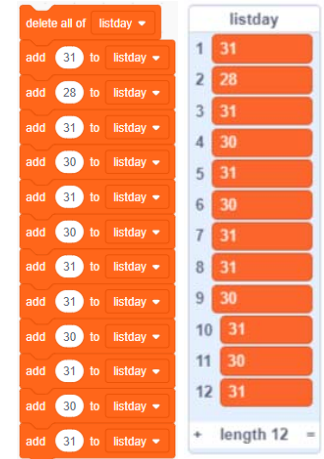 delete all of listday
add 31 to listday
add 28 to listday
add 31 to listday
add 30 to listday
add 31 to listday
add 30 to listday
add 31 to listday
add 31 to listday
add 30 to listday
add 31 to listday
add 30 to listday
add 31 to listday
listday
1 31
2 28
3 31
4 30
5 31
6 30
7 31
8 31
9 30
10 31
11 30
12 31
+ length 12 =